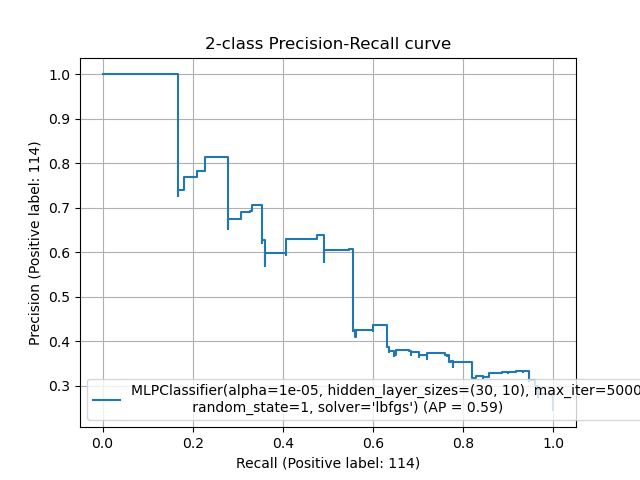 2-class Precision-Recall curve
1.0
0.9
0.8
0.7
0.6
0.5
0.4
0.3
Precision (Positive label: 114)
MLPClassifier(alpha=1e-05, hidden_layer_sizes=(30, 10), max_iter=5000
random_state=1, solver='lbfgs') (AP = 0.59)
0.0 0.2 0.4 0.6 0.8 1.0
Recall (Positive label: 114)